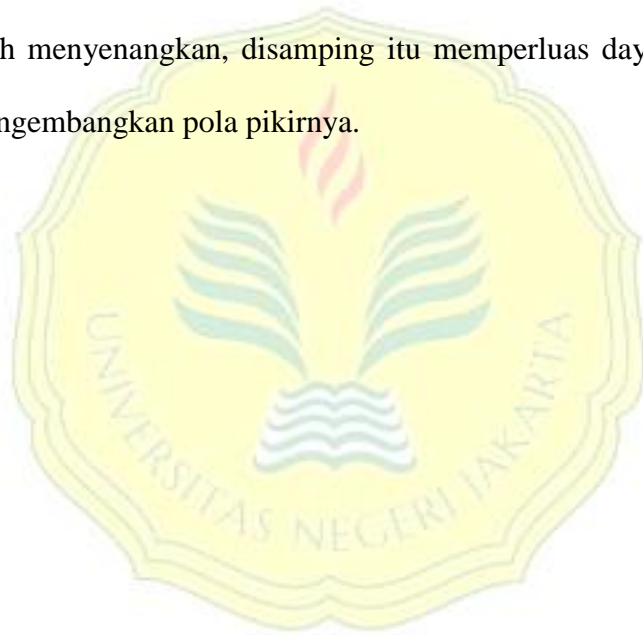 h menyenangkan, disamping itu memperluas day
ngembangkan pola pikirnya.
UNIVERSITAS NEGERI JAKARTA